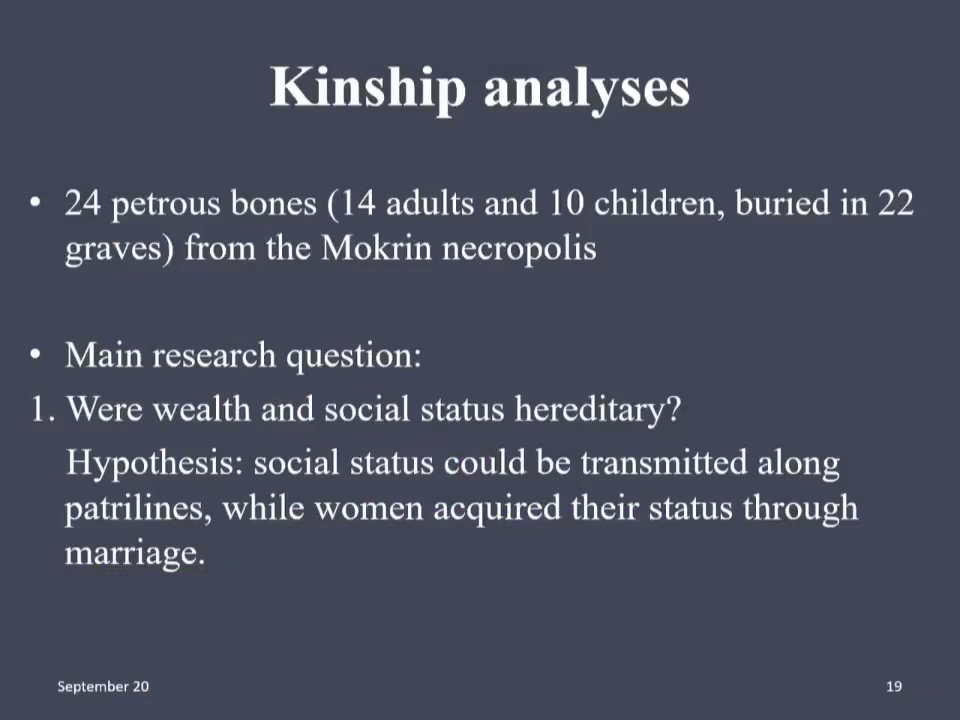 Kinship analyses
• 24 petrous bones (14 adults and 10 children, buried in 22
graves) from the Mokrin necropolis
• Main research question:
1. Were wealth and social status hereditary?
Hypothesis: social status could be transmitted along
patrilines, while women acquired their status through
marriage.
September 20
19